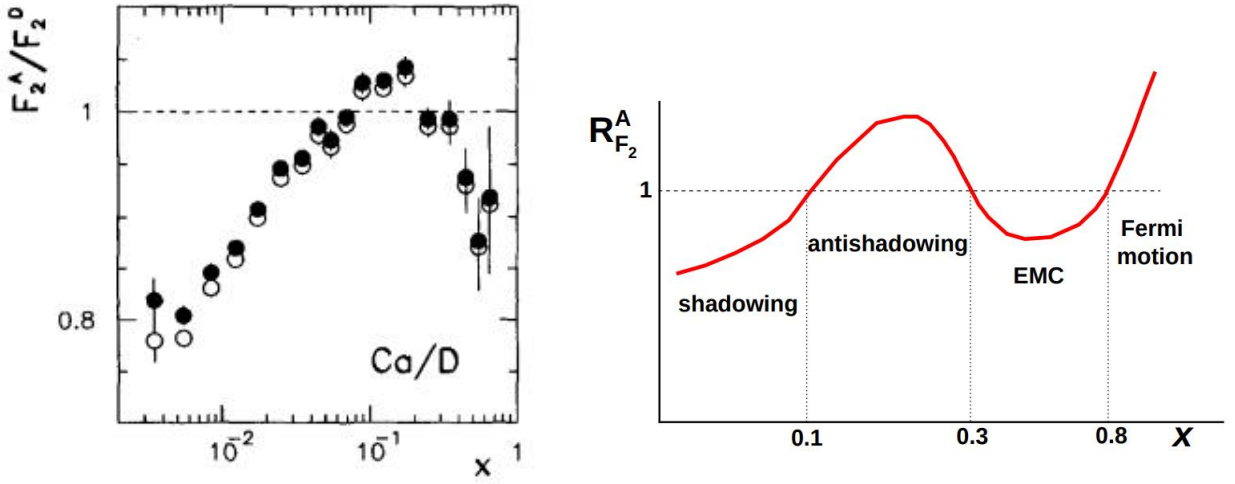 F₂ᴬ/F₂ᴰ
1
0.8
Ca/D
10⁻²
10⁻¹
1
x
Rᴬ_F₂
1
antishadowing
shadowing
EMC
Fermi
motion
0.1
0.3
0.8
x